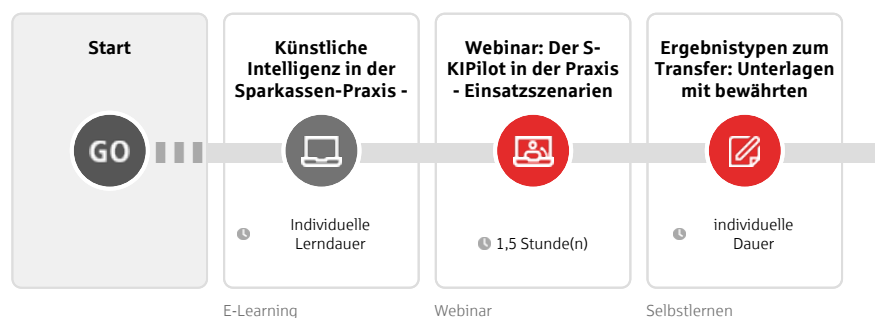 Start
GO
Künstliche
Intelligenz in der
Sparkassen-Praxis -
Individuelle
Lerndauer
E-Learning
Webinar: Der S-
KIPilot in der Praxis
- Einsatzszenarien
1,5 Stunde(n)
Webinar
Ergebnistypen zum
Transfer: Unterlagen
mit bewährten
individuelle
Dauer
Selbstlernen